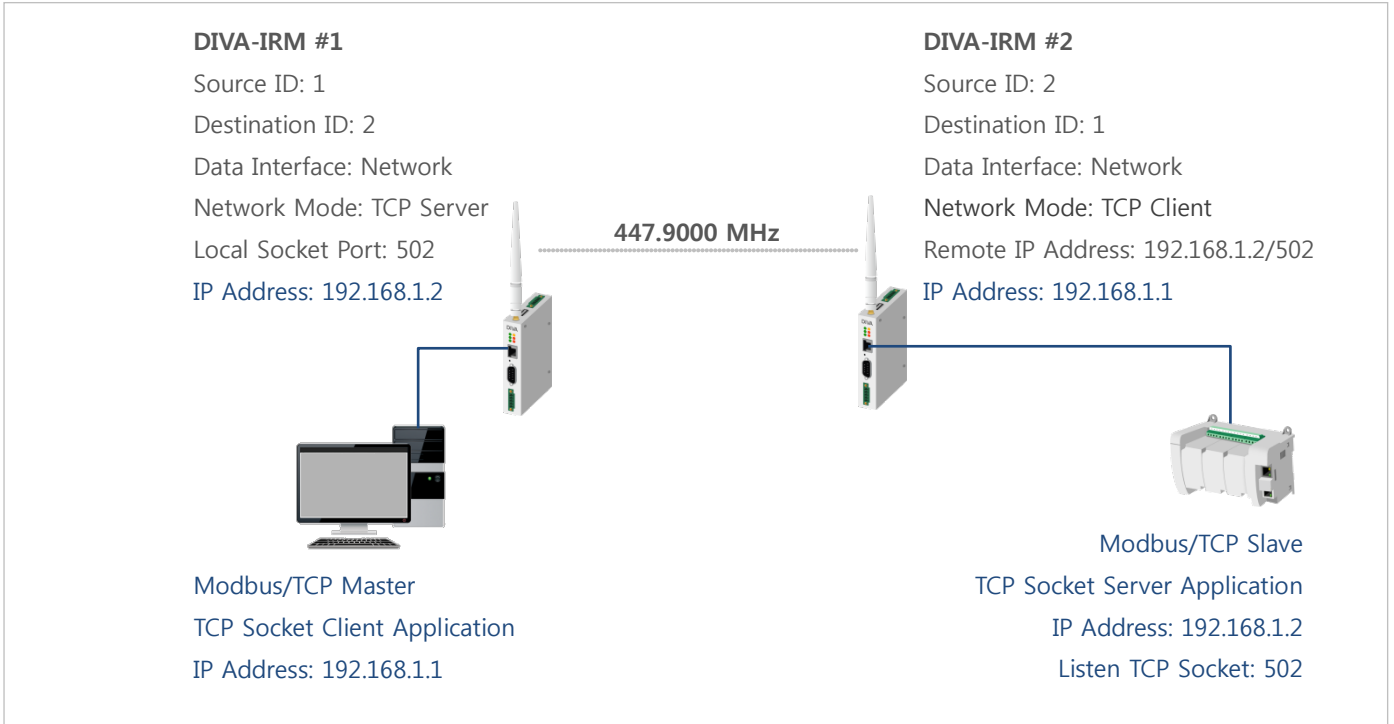 DIVA-IRM #1
Source ID: 1
Destination ID: 2
Data Interface: Network
Network Mode: TCP Server
Local Socket Port: 502
IP Address: 192.168.1.2
DIVA-IRM #2
Source ID: 2
Destination ID: 1
Data Interface: Network
Network Mode: TCP Client
Remote IP Address: 192.168.1.2/502
IP Address: 192.168.1.1
447.9000 MHz
DIVA
DIVA
Modbus/TCP Master
TCP Socket Client Application
IP Address: 192.168.1.1
Modbus/TCP Slave
TCP Socket Server Application
IP Address: 192.168.1.2
Listen TCP Socket: 502